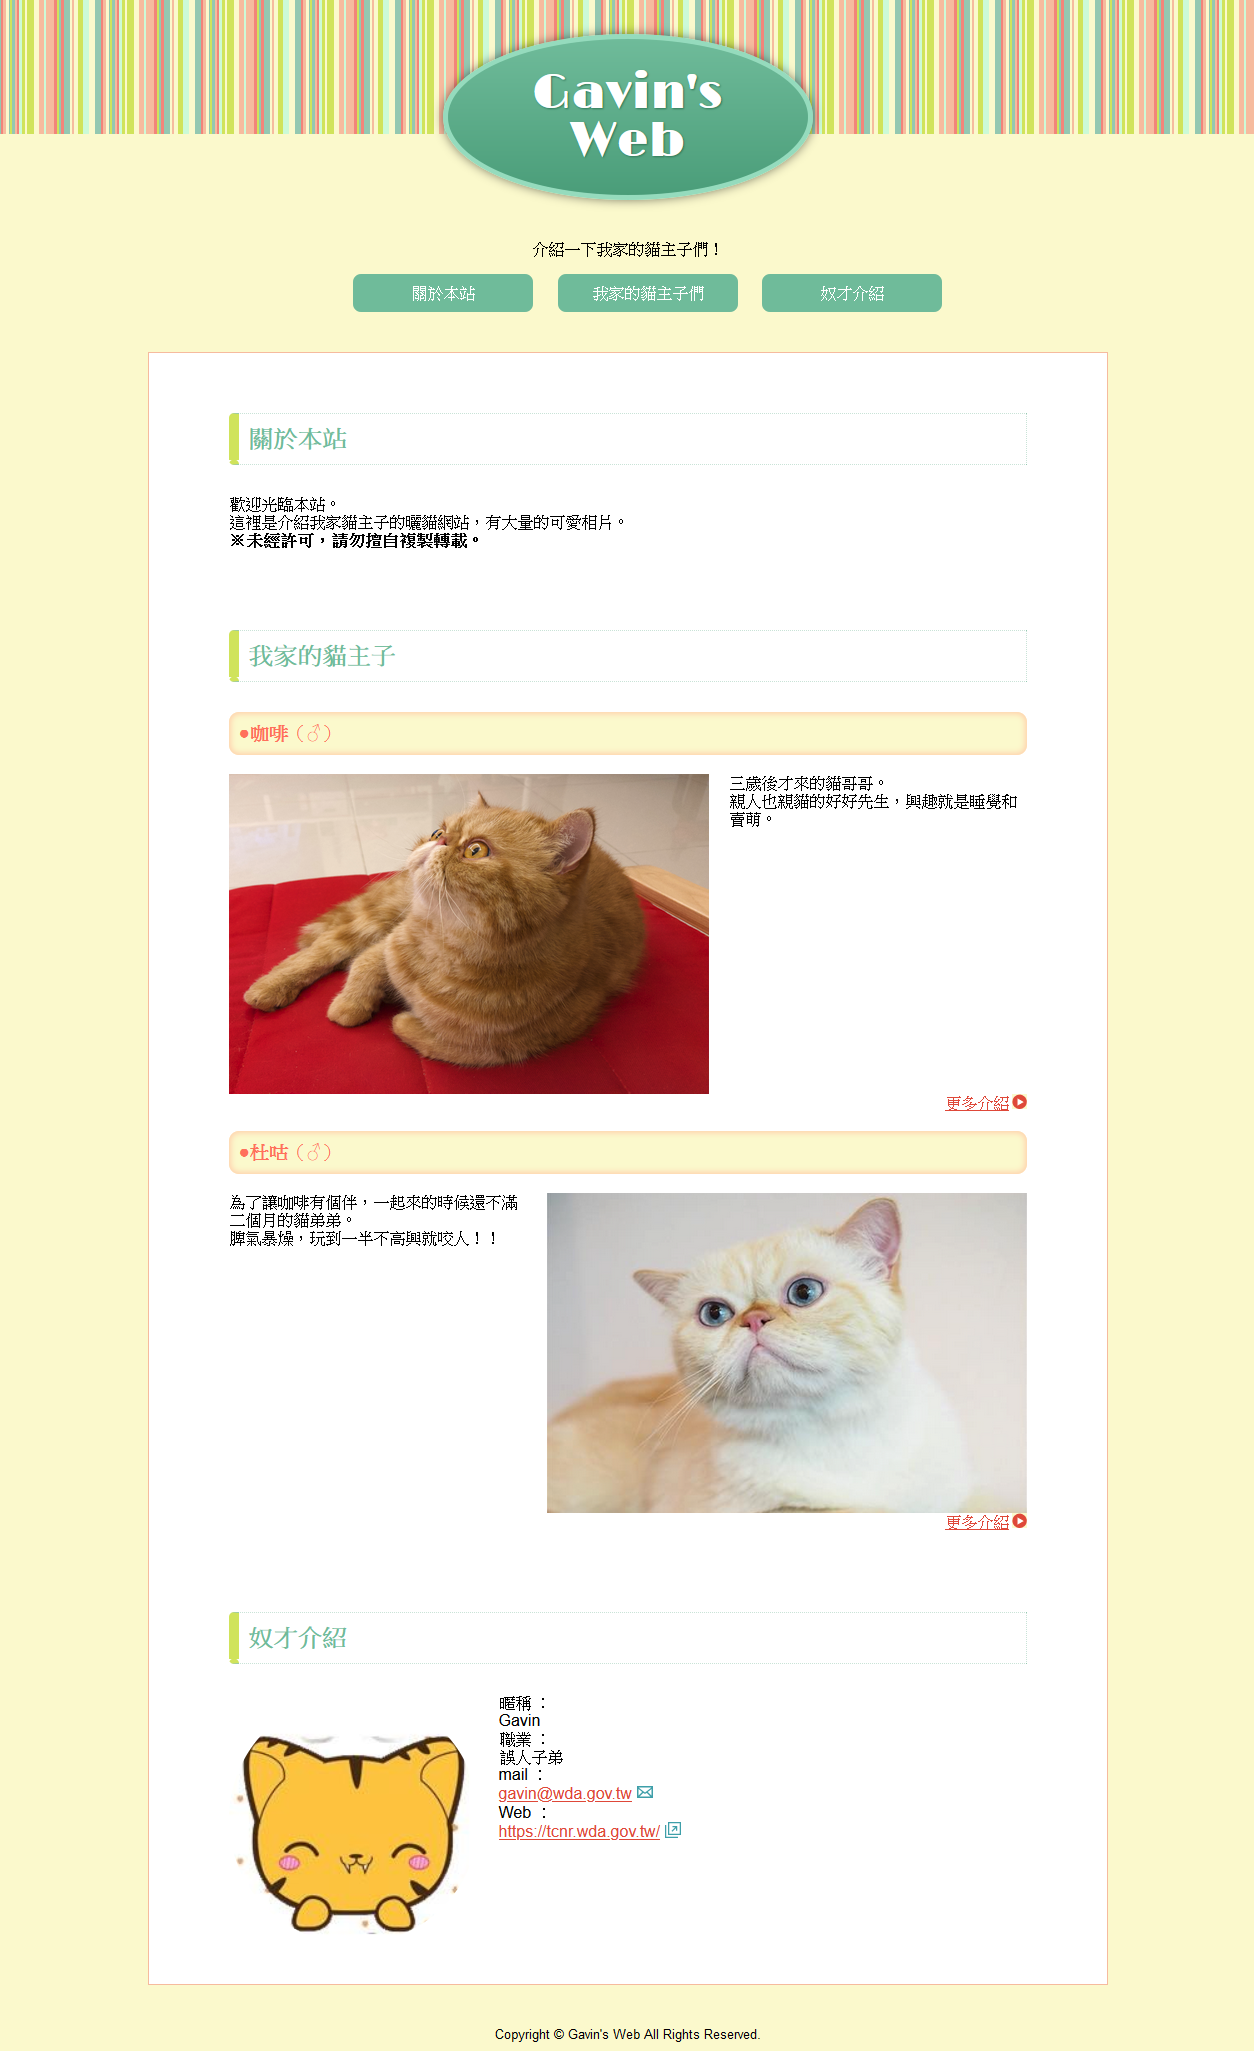 Gavin's
Web
介紹一下我家的貓主子們！
關於本站
我家的貓主子們
奴才介紹
關於本站
歡迎光臨本站。
這裡是介紹我家貓主子的曬貓網站，有大量的可愛相片。
※未經許可，請勿擅自複製轉載。
我家的貓主子
●咖啡（♂）
三歲後才來的貓哥哥。
親人也親貓的好好先生，興趣就是睡覺和
賣萌。
更多介紹
●杜咕（♂）
為了讓咖啡有個伴，一起來的時候還不滿
二個月的貓弟弟。
脾氣暴燥，玩到一半不高興就咬人！！
更多介紹
奴才介紹
暱稱：
Gavin
職業：
誤人子弟
mail ：
gavin@wda.gov.tw
Web ：
https://tcnr.wda.gov.tw/
Copyright © Gavin's Web All Rights Reserved.